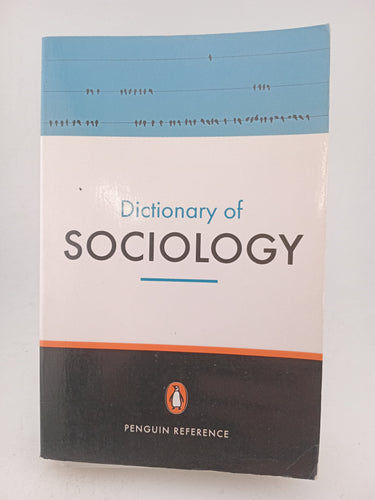 Dictionary of
SOCIOLOGY
PENGUIN REFERENCE